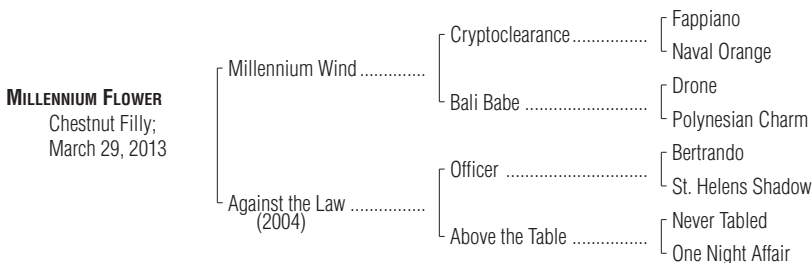 Fappiano
Cryptoclearance................
Naval Orange
Millennium Wind ..............
Drone
Bali Babe ..........................
Polynesian Charm
MILLENNIUM FLOWER
Chestnut Filly;
March 29, 2013
Bertrando
Officer ..............................
St. Helens Shadow
Against the Law ................
(2004)
Never Tabled
Above the Table ................
One Night Affair